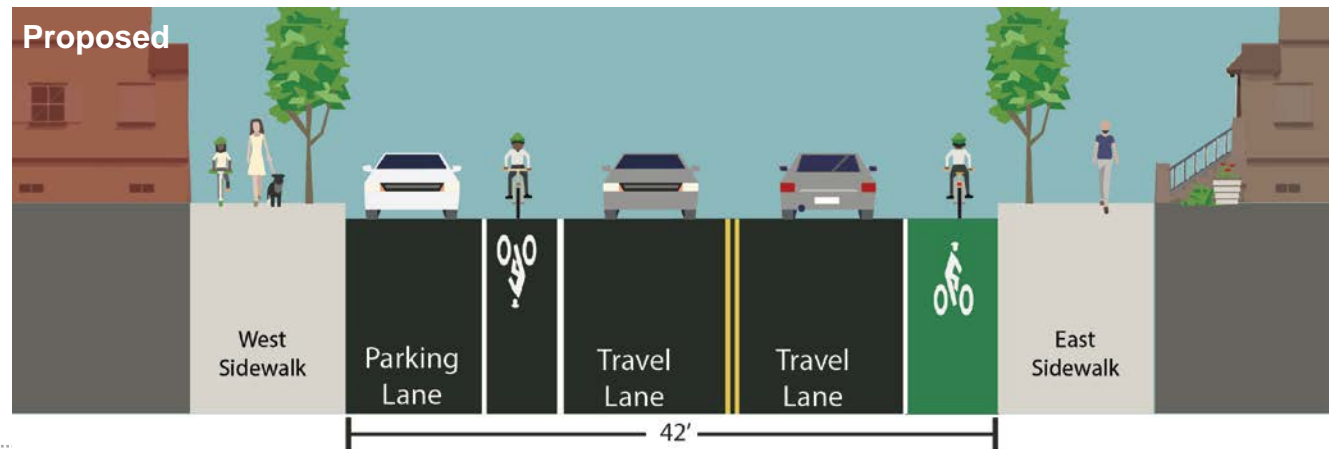 Proposed
West
Sidewalk
Parking
Lane
Travel
Lane
Travel
Lane
East
Sidewalk
42'